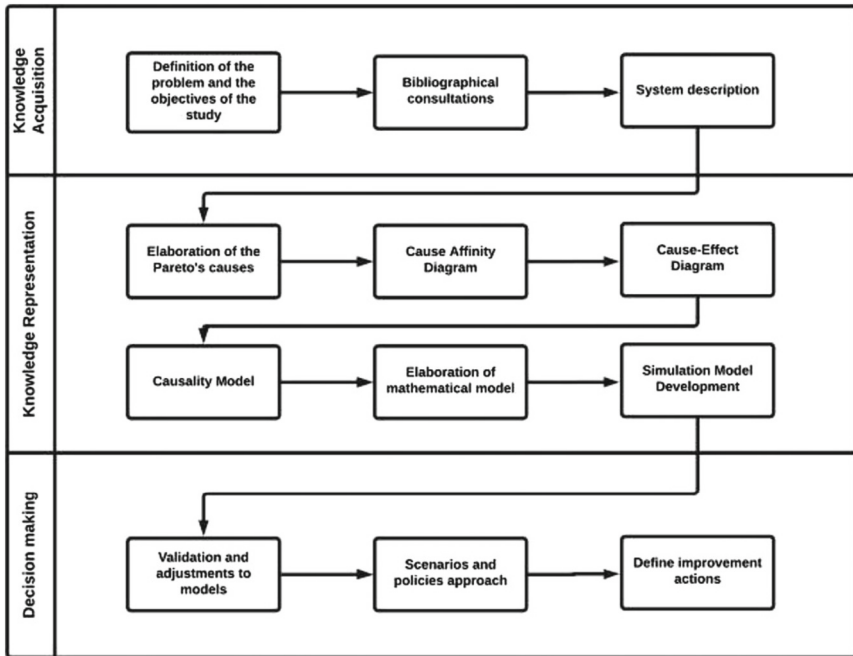 Knowledge
Acquisition
Definition of the
problem and the
objectives of the
study
Bibliographical
consultations
System description
Knowledge Representation
Elaboration of the
Pareto's causes
Cause Affinity
Diagram
Cause-Effect
Diagram
Causality Model
Elaboration of
mathematical model
Simulation Model
Development
Decision making
Validation and
adjustments to
models
Scenarios and
policies approach
Define improvement
actions